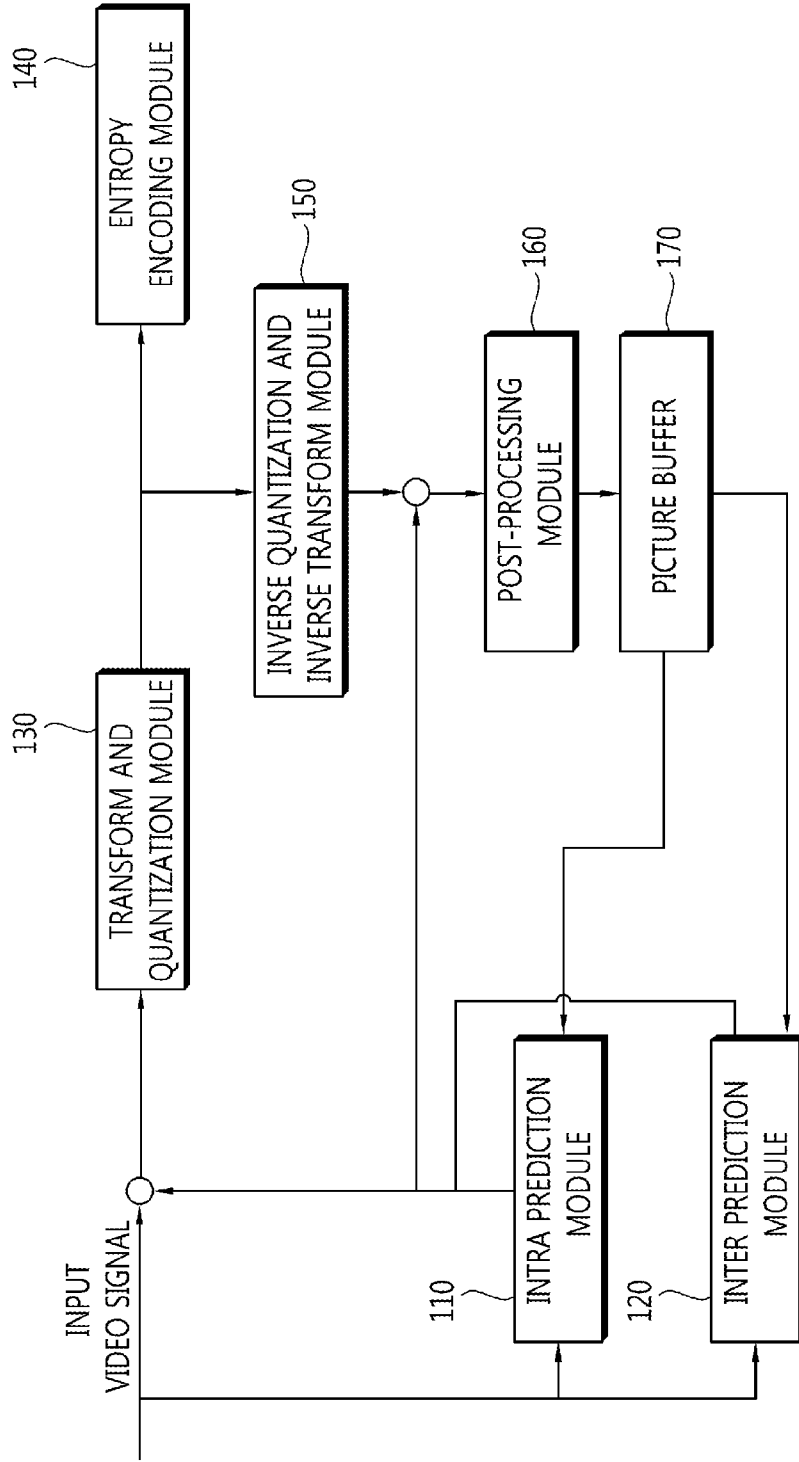 INPUT
VIDEO SIGNAL
130
TRANSFORM AND
QUANTIZATION MODULE
140
ENTROPY
ENCODING MODULE
150
INVERSE QUANTIZATION AND
INVERSE TRANSFORM MODULE
110
INTRA PREDICTION
MODULE
160
POST-PROCESSING
MODULE
120
INTER PREDICTION
MODULE
170
PICTURE BUFFER